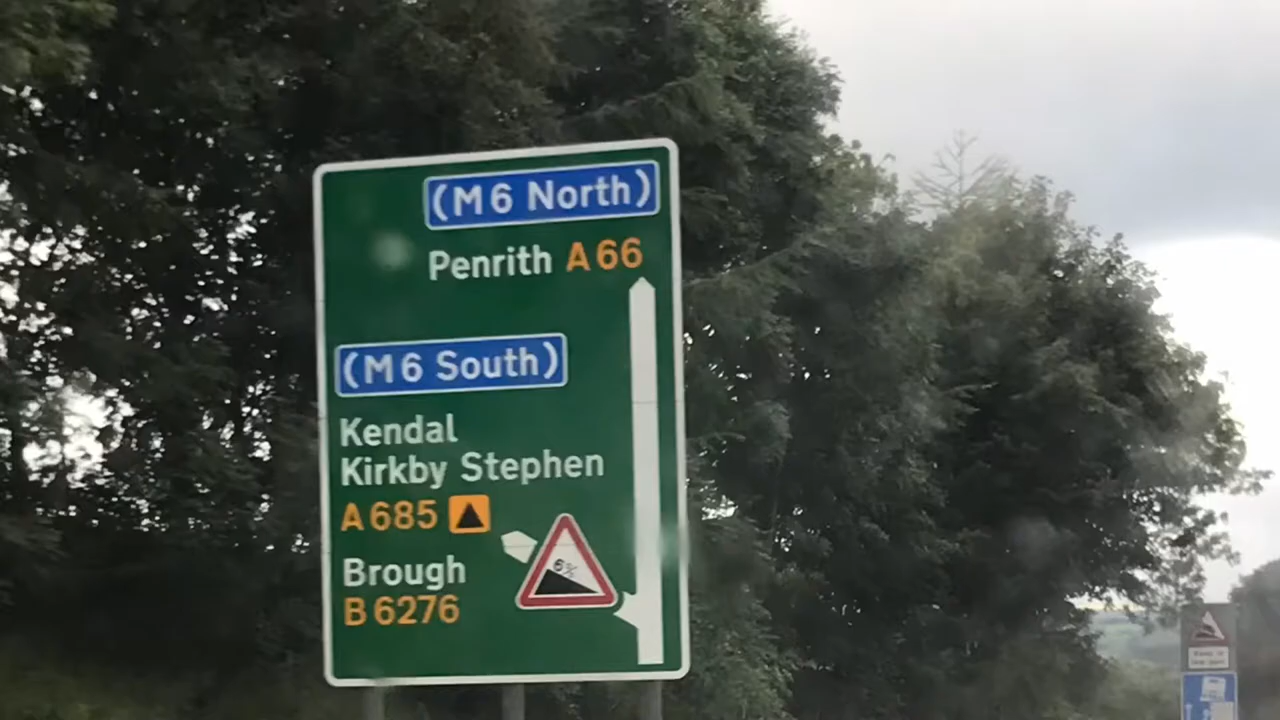 (M6 North)
Penrith A66
(M6 South)
Kendal
Kirkby Stephen
A685
6%
Brough
B6276